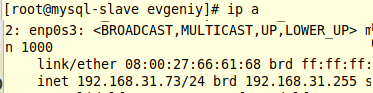 [root@mysql-slave evgeniy]# ip a
2: enp0s3: <BROADCAST,MULTICAST,UP,LOWER_UP> m
n 1000
link/ether 08:00:27:66:61:68 brd ff:ff:ff:
inet 192.168.31.73/24 brd 192.168.31.255 s